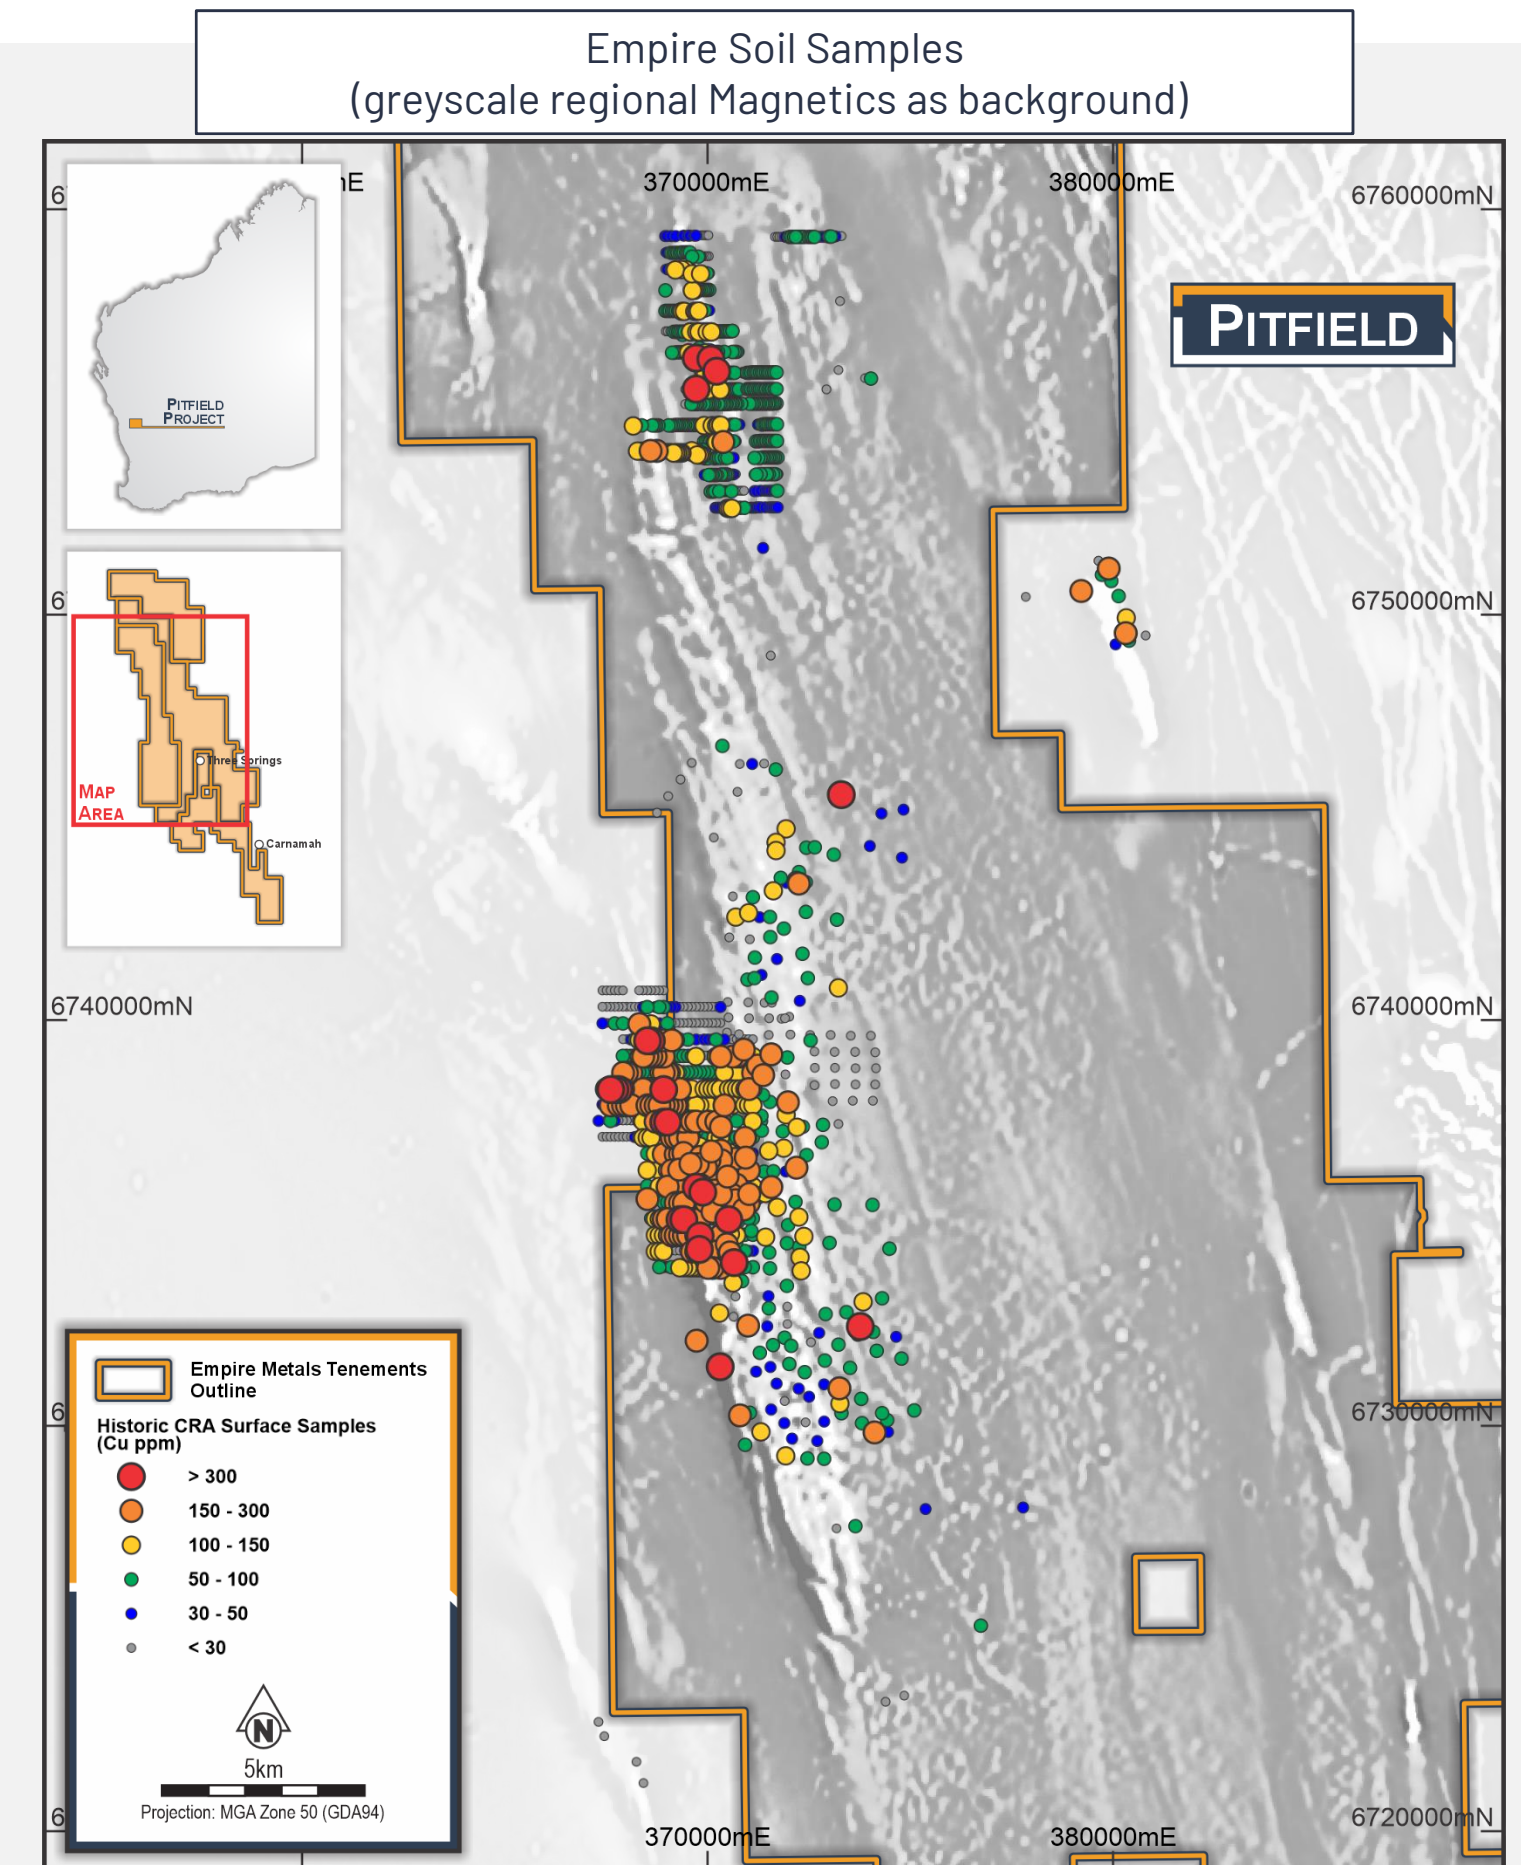 Empire Soil Samples
(greyscale regional Magnetics as background)
mE
370000mE
380000mE
6760000mN
PITFIELD
PITFIELD
PROJECT
6750000mN
Three Springs
MAP
AREA
Carnamah
6740000mN
6740000mN
6730000mN
Empire Metals Tenements
Outline
Historic CRA Surface Samples
(Cu ppm)
> 300
150 - 300
100 - 150
50 - 100
30 - 50
< 30
N
5km
Projection: MGA Zone 50 (GDA94)
6720000mN
370000mE
380000mE